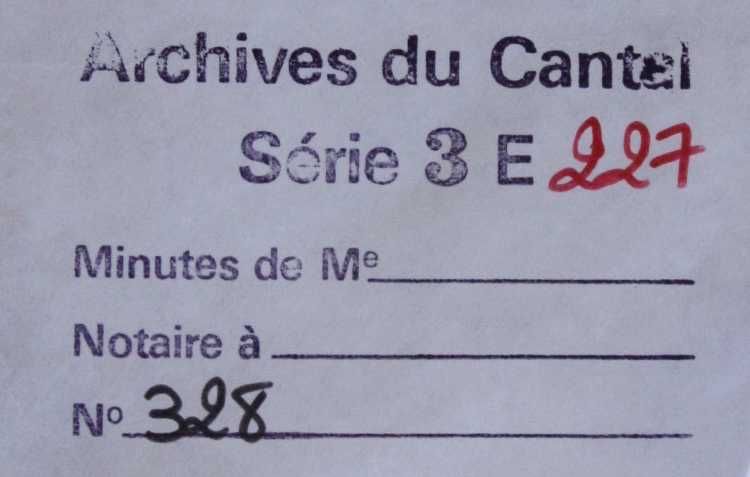 Archives du Cantal
Série 3 E 227
Minutes de Me
Notaire à
No 328